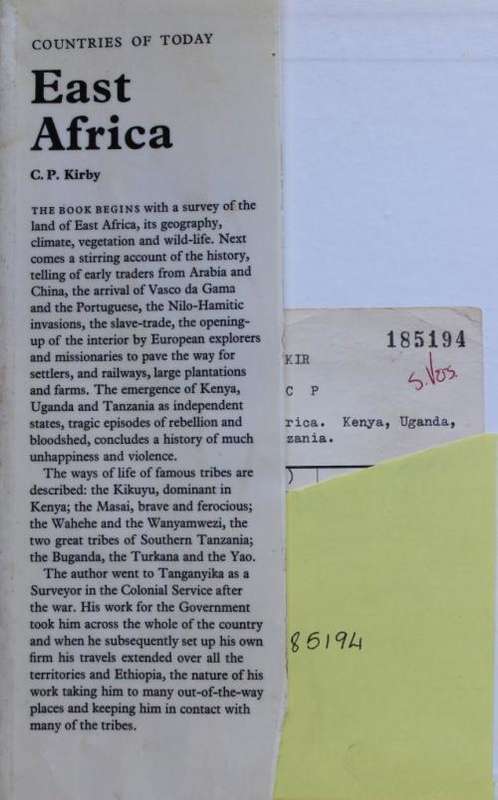 COUNTRIES OF TODAY
East
Africa
C. P. Kirby
THE BOOK BEGINS with a survey of the
land of East Africa, its geography,
climate, vegetation and wild-life. Next
comes a stirring account of the history,
telling of early traders from Arabia and
China, the arrival of Vasco da Gama
and the Portuguese, the Nilo-Hamitic
invasions, the slave-trade, the opening-
up of the interior by European explorers
and missionaries to pave the way for
settlers, and railways, large plantations
and farms. The emergence of Kenya,
Uganda and Tanzania as independent
states, tragic episodes of rebellion and
bloodshed, concludes a history of much
unhappiness and violence.
The ways of life of famous tribes are
described: the Kikuyu, dominant in
Kenya; the Masai, brave and ferocious;
the Wahehe and the Wanyamwezi, the
two great tribes of Southern Tanzania;
the Buganda, the Turkana and the Yao.
The author went to Tanganyika as a
Surveyor in the Colonial Service after
the war. His work for the Government
took him across the whole of the country
and when he subsequently set up his own
firm his travels extended over all the
territories and Ethiopia, the nature of his
work taking him to many out-of-the-way
places and keeping him in contact with
many of the tribes.
185194
KIR
C P
rica. Kenya, Uganda,
zania.
)
85194